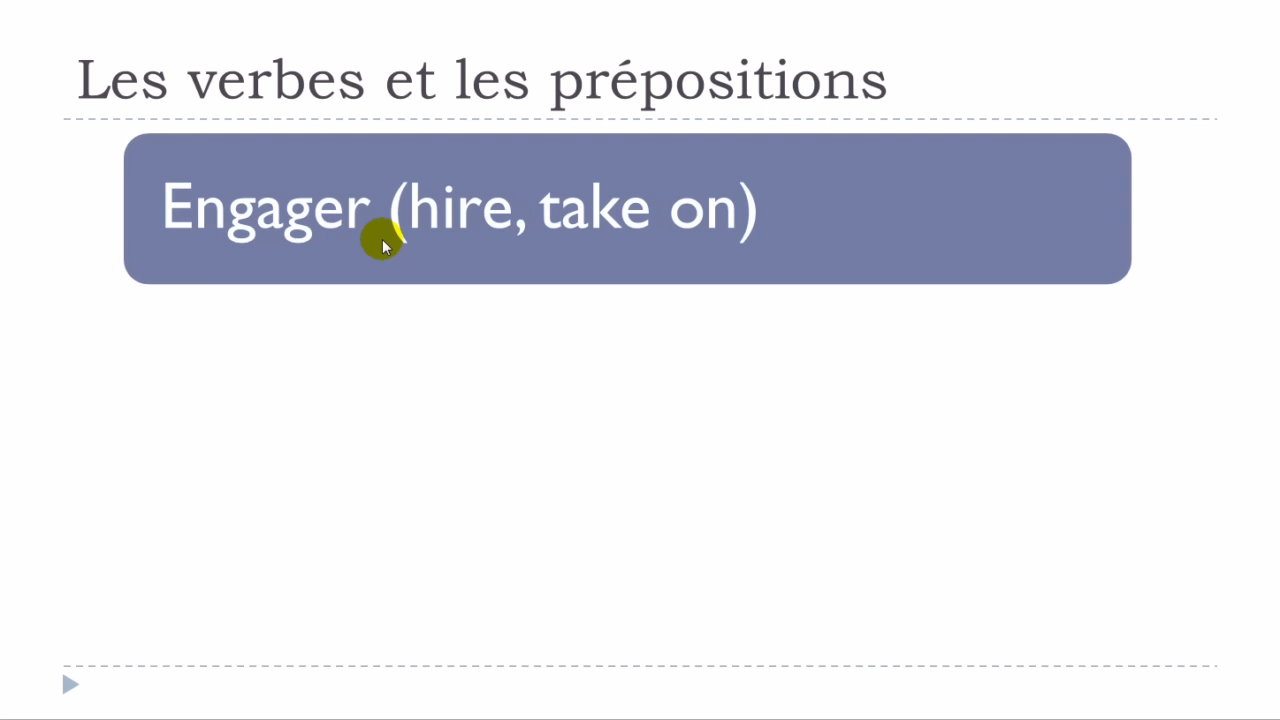 Les verbes et les prépositions
Engager (hire, take on)